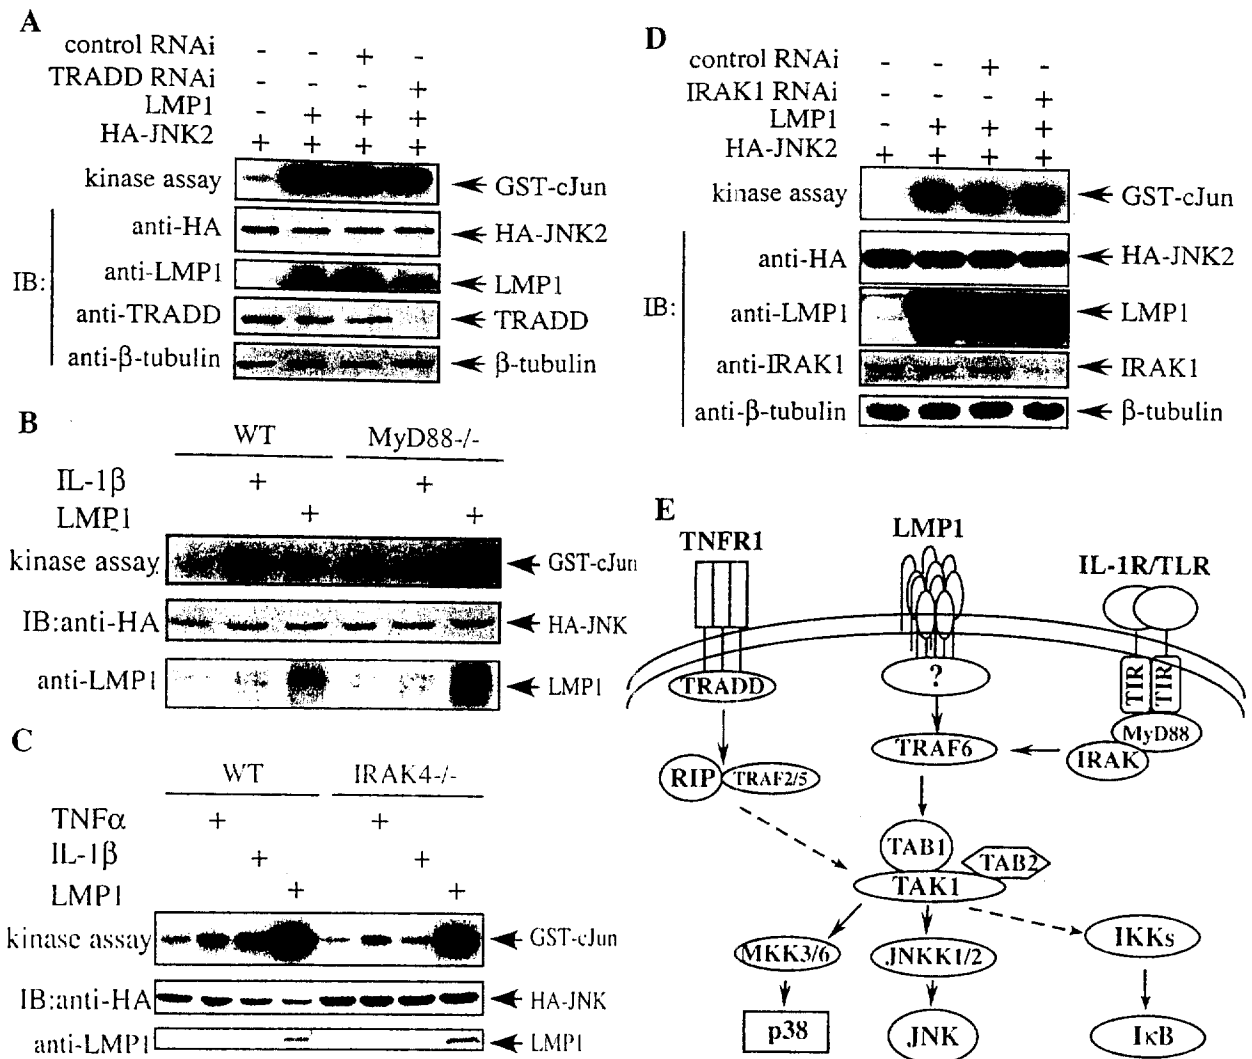 A
control RNAi - - + -
TRADD RNAi - - - +
LMP1 - + + +
HA-JNK2 + + + +
kinase assay GST-cJun
IB:
anti-HA HA-JNK2
anti-LMP1 LMP1
anti-TRADD TRADD
anti-β-tubulin β-tubulin
B
WT MyD88-/-
IL-1β + +
LMP1 + +
kinase assay GST-cJun
IB:anti-HA HA-JNK
anti-LMP1 LMP1
C
WT IRAK4-/-
TNFα + +
IL-1β + +
LMP1 + +
kinase assay GST-cJun
IB:anti-HA HA-JNK
anti-LMP1 LMP1
D
control RNAi - - + -
IRAK1 RNAi - - - +
LMP1 - + + +
HA-JNK2 + + + +
kinase assay GST-cJun
IB:
anti-HA HA-JNK2
anti-LMP1 LMP1
anti-IRAK1 IRAK1
anti-β-tubulin β-tubulin
E
TNFR1 LMP1 IL-1R/TLR
TRADD ? TIR TIR
MyD88
TRAF6 IRAK
RIP TRAF2/5
TAB1 TAB2
TAK1
MKK3/6 JNKK1/2 IKKs
p38 JNK IκB